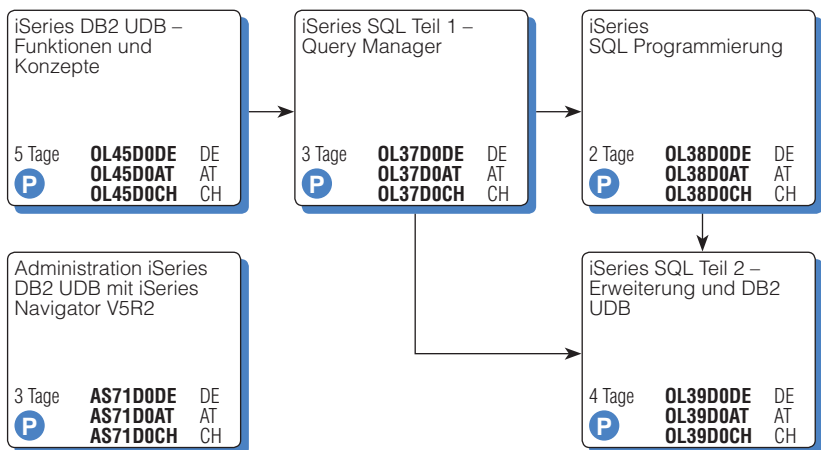 iSeries DB2 UDB –
Funktionen und
Konzepte
5 Tage OL45D0DE DE
P OL45D0AT AT
OL45D0CH CH
iSeries SQL Teil 1 –
Query Manager
3 Tage OL37D0DE DE
P OL37D0AT AT
OL37D0CH CH
iSeries
SQL Programmierung
2 Tage OL38D0DE DE
P OL38D0AT AT
OL38D0CH CH
Administration iSeries
DB2 UDB mit iSeries
Navigator V5R2
3 Tage AS71D0DE DE
P AS71D0AT AT
AS71D0CH CH
iSeries SQL Teil 2 –
Erweiterung und DB2
UDB
4 Tage OL39D0DE DE
P OL39D0AT AT
OL39D0CH CH